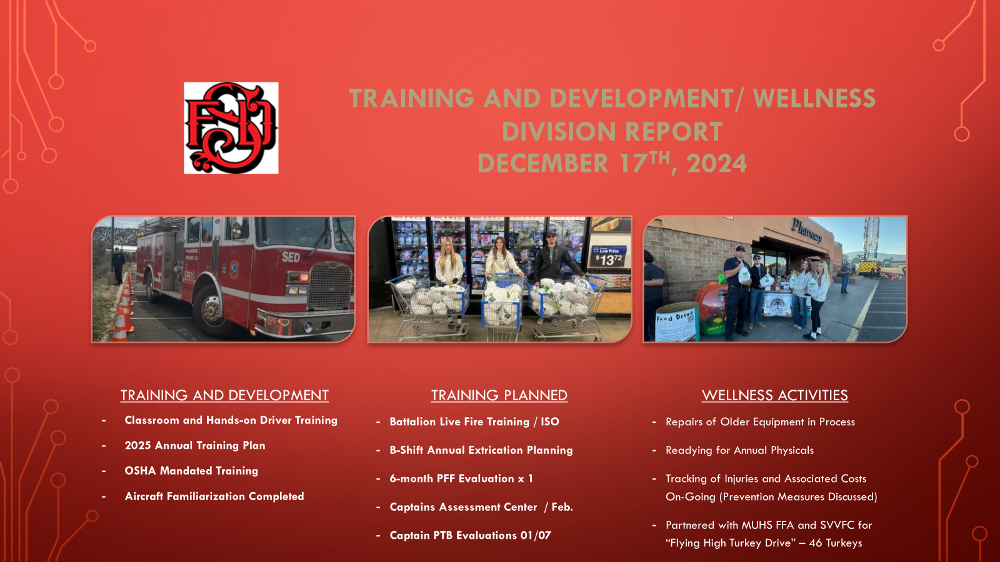 TRAINING AND DEVELOPMENT/ WELLNESS
DIVISION REPORT
DECEMBER 17TH, 2024
SED
Low Price
$13.72
Pharmacy
Food Drive
TRAINING AND DEVELOPMENT
- Classroom and Hands-on Driver Training
- 2025 Annual Training Plan
- OSHA Mandated Training
- Aircraft Familiarization Completed
TRAINING PLANNED
- Battalion Live Fire Training / ISO
- B-Shift Annual Extrication Planning
- 6-month PFF Evaluation x 1
- Captains Assessment Center / Feb.
- Captain PTB Evaluations 01/07
WELLNESS ACTIVITIES
- Repairs of Older Equipment in Process
- Readying for Annual Physicals
- Tracking of Injuries and Associated Costs
On-Going (Prevention Measures Discussed)
- Partnered with MUHS FFA and SVVFC for
“Flying High Turkey Drive” – 46 Turkeys